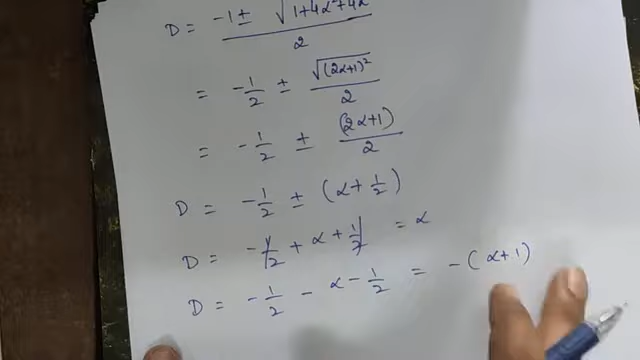 D = (-1 ± √(1+4α²+4α))/2
= -1/2 ± √((2α+1)²)/2
= -1/2 ± (2α+1)/2
D = -1/2 ± (α + 1/2)
D = -1/2 + α + 1/2 = α
D = -1/2 - α - 1/2 = -(α+1)